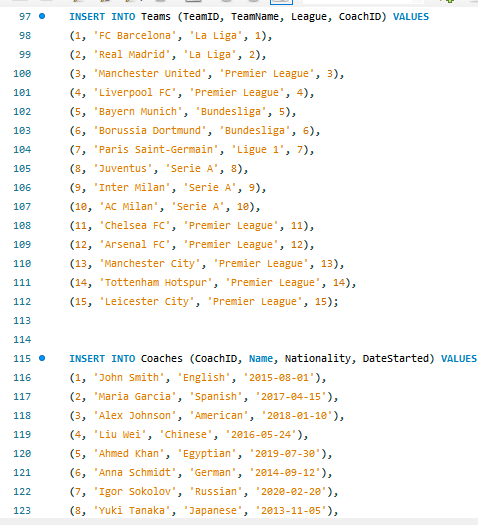 97 INSERT INTO Teams (TeamID, TeamName, League, CoachID) VALUES
98 (1, 'FC Barcelona', 'La Liga', 1),
99 (2, 'Real Madrid', 'La Liga', 2),
100 (3, 'Manchester United', 'Premier League', 3),
101 (4, 'Liverpool FC', 'Premier League', 4),
102 (5, 'Bayern Munich', 'Bundesliga', 5),
103 (6, 'Borussia Dortmund', 'Bundesliga', 6),
104 (7, 'Paris Saint-Germain', 'Ligue 1', 7),
105 (8, 'Juventus', 'Serie A', 8),
106 (9, 'Inter Milan', 'Serie A', 9),
107 (10, 'AC Milan', 'Serie A', 10),
108 (11, 'Chelsea FC', 'Premier League', 11),
109 (12, 'Arsenal FC', 'Premier League', 12),
110 (13, 'Manchester City', 'Premier League', 13),
111 (14, 'Tottenham Hotspur', 'Premier League', 14),
112 (15, 'Leicester City', 'Premier League', 15);
113
114
115 INSERT INTO Coaches (CoachID, Name, Nationality, DateStarted) VALUES
116 (1, 'John Smith', 'English', '2015-08-01'),
117 (2, 'Maria Garcia', 'Spanish', '2017-04-15'),
118 (3, 'Alex Johnson', 'American', '2018-01-10'),
119 (4, 'Liu Wei', 'Chinese', '2016-05-24'),
120 (5, 'Ahmed Khan', 'Egyptian', '2019-07-30'),
121 (6, 'Anna Schmidt', 'German', '2014-09-12'),
122 (7, 'Igor Sokolov', 'Russian', '2020-02-20'),
123 (8, 'Yuki Tanaka', 'Japanese', '2013-11-05'),